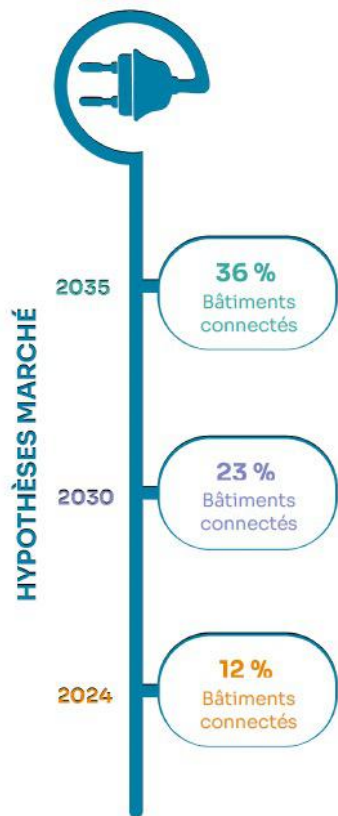 HYPOTHÈSES MARCHÉ
2035
36 %
Bâtiments
connectés
2030
23 %
Bâtiments
connectés
2024
12 %
Bâtiments
connectés